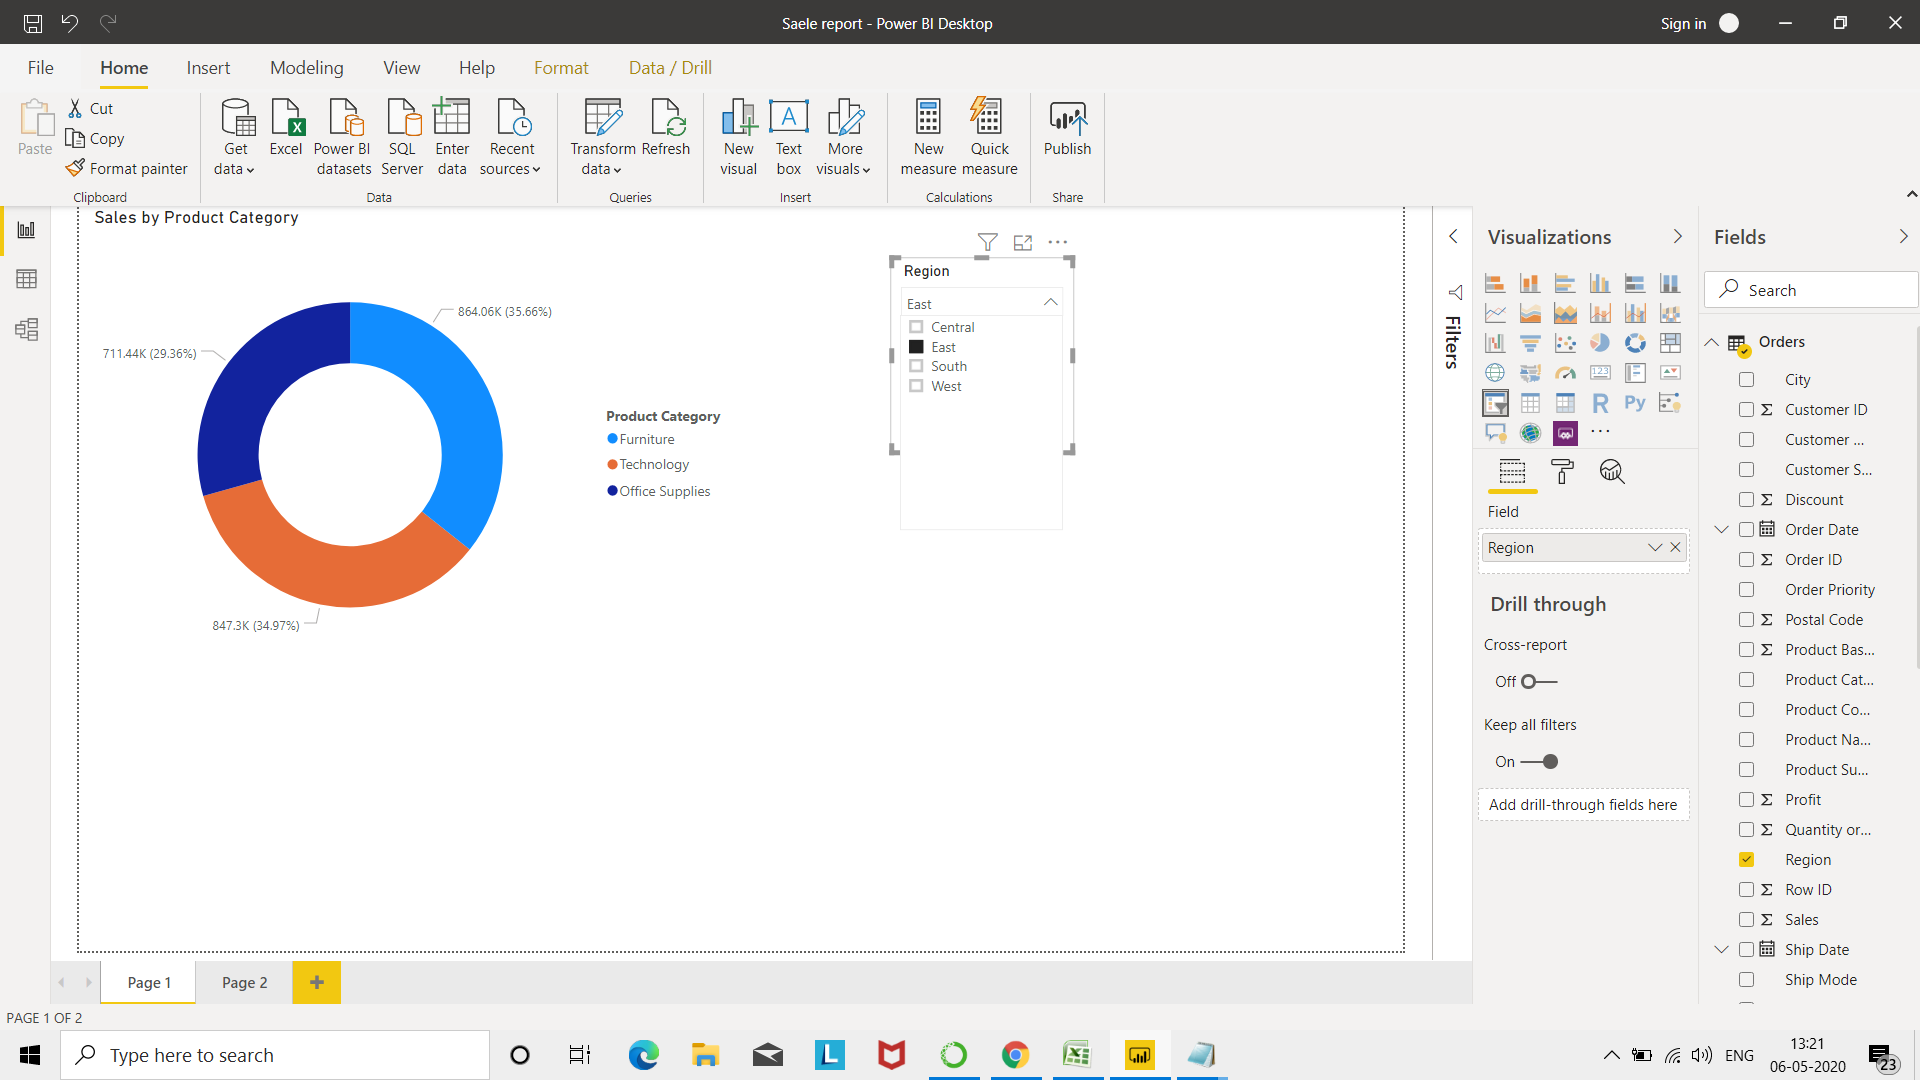 Saele report - Power BI Desktop
Sign in
File Home Insert Modeling View Help Format Data / Drill
Paste
Cut
Copy
Format painter
Clipboard
Get data
Excel
Power BI datasets
SQL Server
Enter data
Recent sources
Data
Transform data
Refresh
Queries
New visual
Text box
More visuals
Insert
New measure
Quick measure
Calculations
Publish
Share
Sales by Product Category
864.06K (35.66%)
711.44K (29.36%)
847.3K (34.97%)
Product Category
Furniture
Technology
Office Supplies
Region
East
Central
East
South
West
Filters
Visualizations
123
R
Py
Field
Region
Drill through
Cross-report
Off
Keep all filters
On
Add drill-through fields here
Fields
Search
Orders
City
Σ Customer ID
Customer ...
Customer S...
Σ Discount
Order Date
Σ Order ID
Order Priority
Σ Postal Code
Σ Product Bas...
Product Cat...
Product Co...
Product Na...
Product Su...
Σ Profit
Σ Quantity or...
Region
Σ Row ID
Σ Sales
Ship Date
Ship Mode
Page 1
Page 2
+
PAGE 1 OF 2
Type here to search
L
ENG
13:21
06-05-2020
23